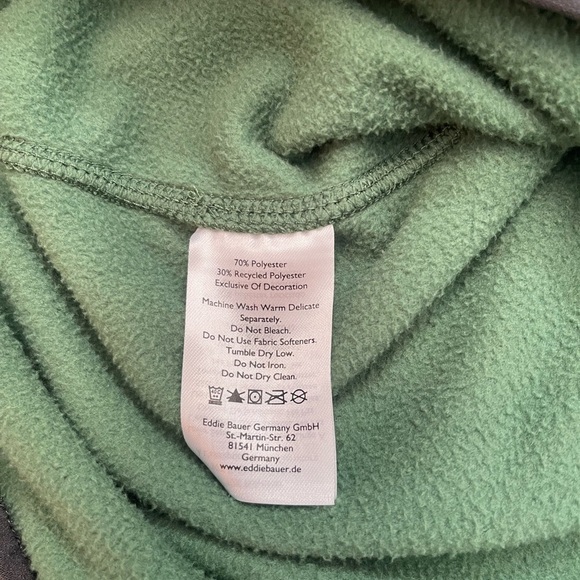 70% Polyester
30% Recycled Polyester
Exclusive Of Decoration
Machine Wash Warm Delicate
Separately.
Do Not Bleach.
Do Not Use Fabric Softeners.
Tumble Dry Low.
Do Not Iron.
Do Not Dry Clean.
Eddie Bauer Germany GmbH
St.-Martin-Str. 62
81541 München
Germany
www.eddiebauer.de